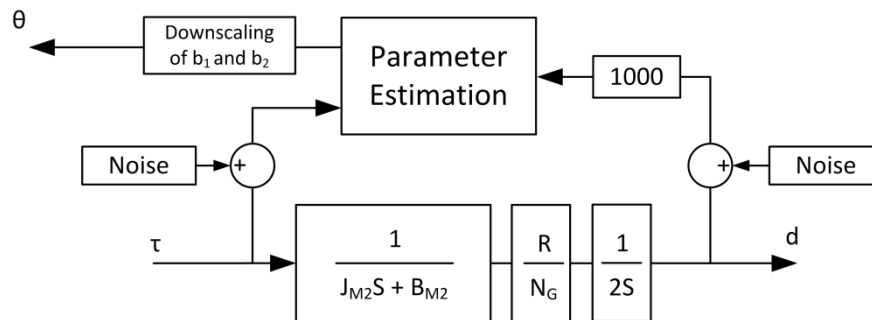 θ
Downscaling
of b₁ and b₂
Parameter
Estimation
1000
Noise
+
+
Noise
τ
1
J_M2S + B_M2
R
N_G
1
2S
d